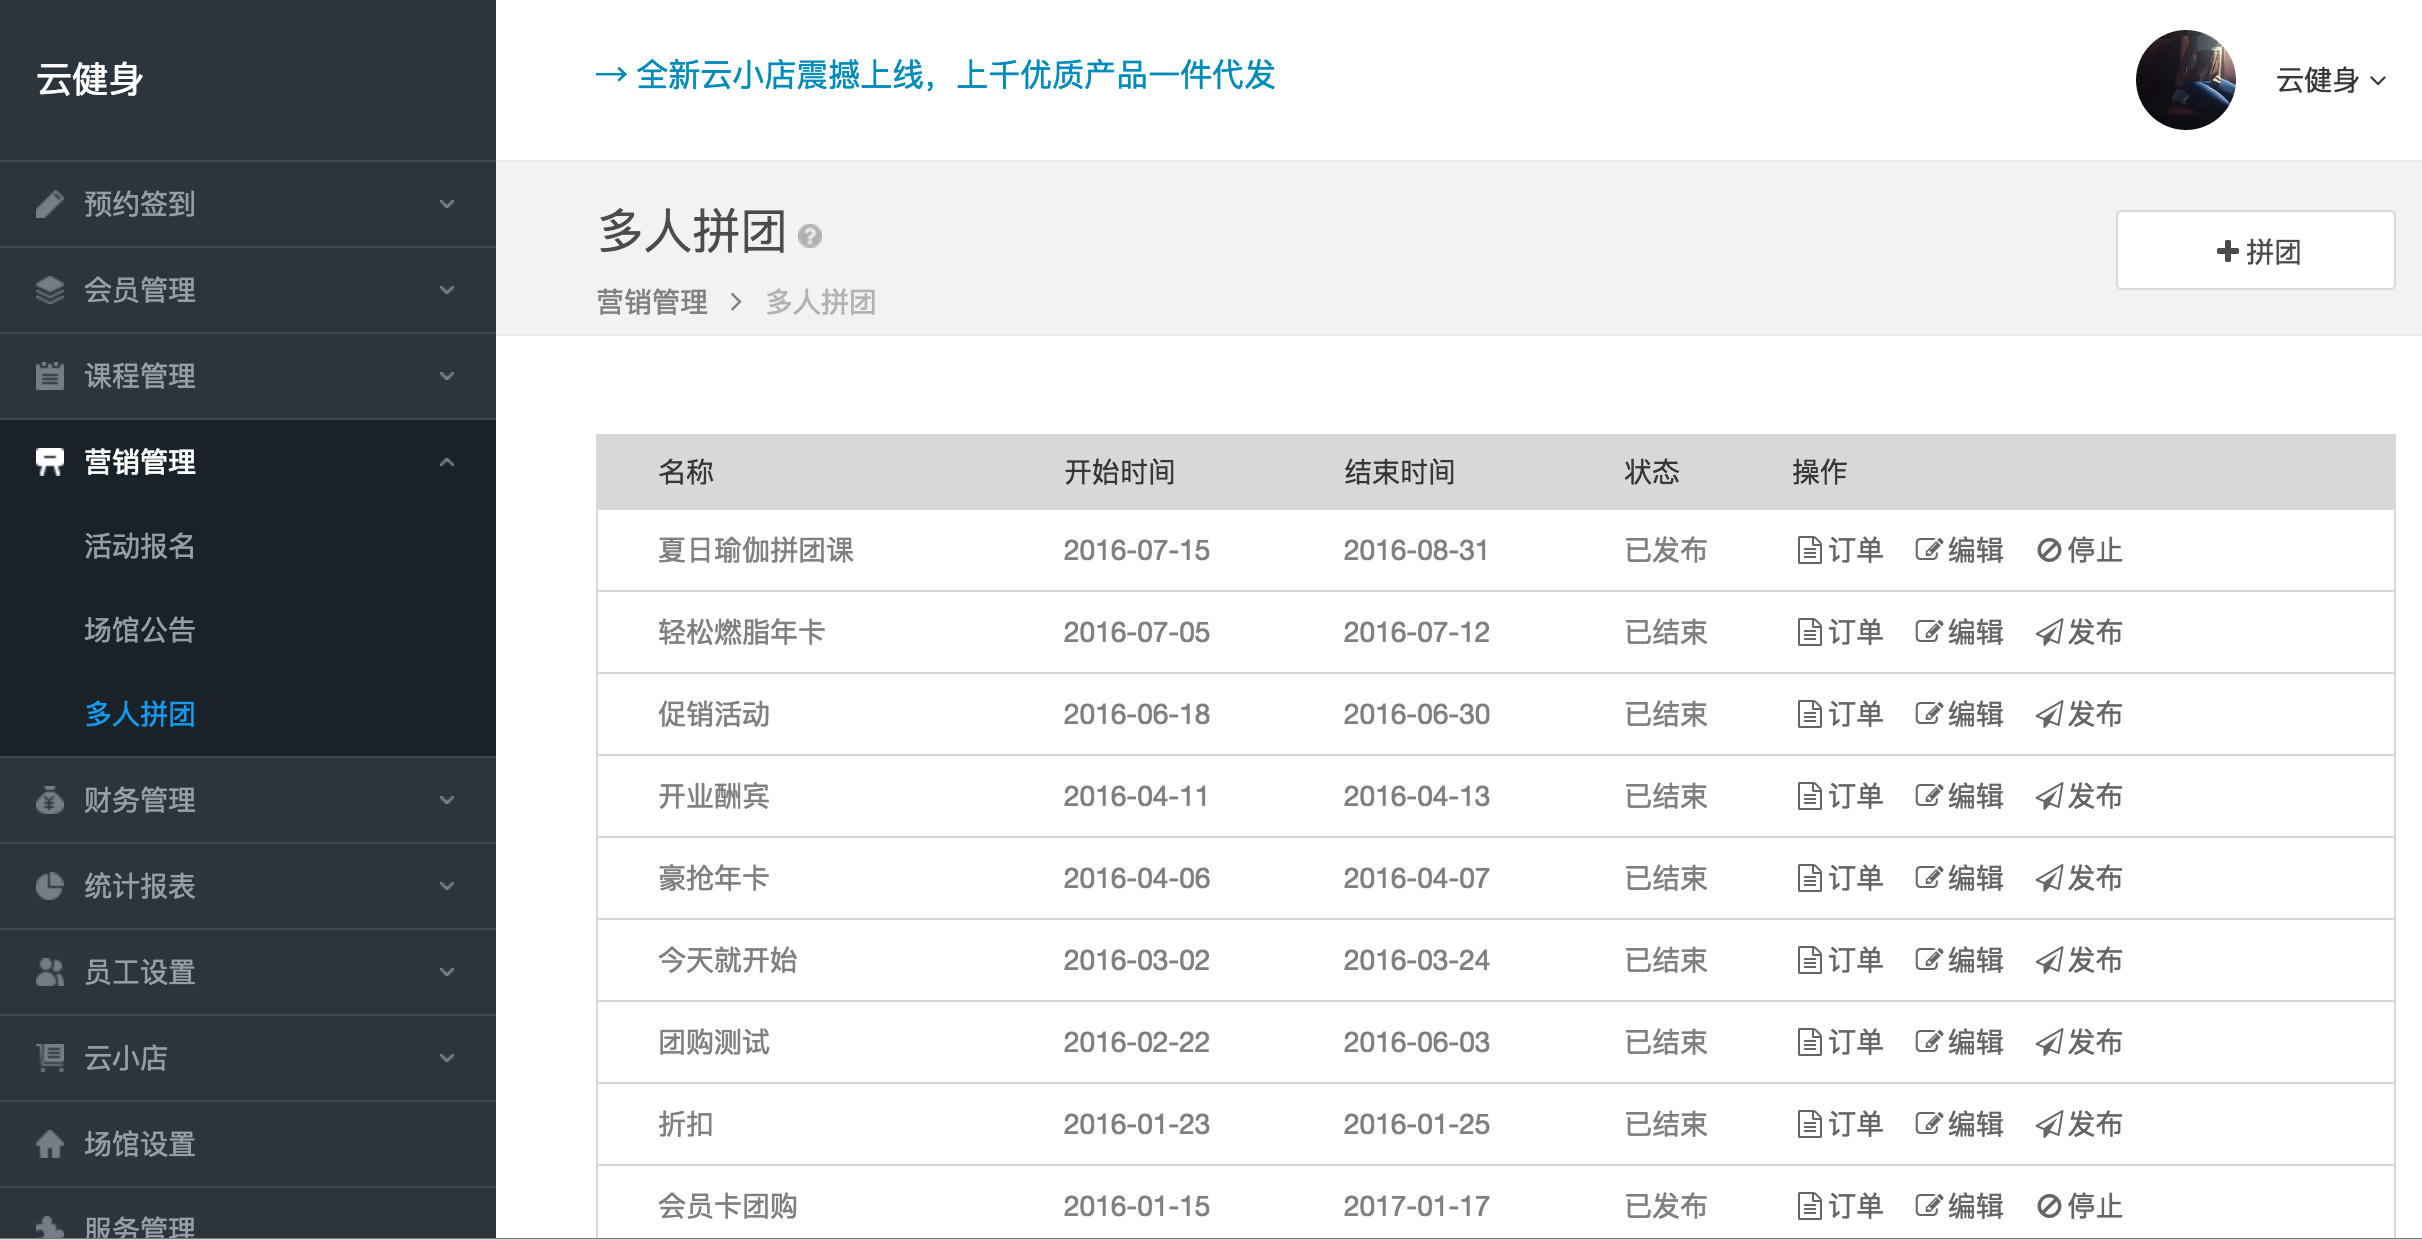 云健身
→ 全新云小店震撼上线，上千优质产品一件代发
云健身
预约签到
会员管理
课程管理
营销管理
活动报名
场馆公告
多人拼团
财务管理
统计报表
员工设置
云小店
场馆设置
服务管理
多人拼团 ?
营销管理 > 多人拼团
+ 拼团
名称 开始时间 结束时间 状态 操作
夏日瑜伽拼团课 2016-07-15 2016-08-31 已发布 订单 编辑 停止
轻松燃脂年卡 2016-07-05 2016-07-12 已结束 订单 编辑 发布
促销活动 2016-06-18 2016-06-30 已结束 订单 编辑 发布
开业酬宾 2016-04-11 2016-04-13 已结束 订单 编辑 发布
豪抢年卡 2016-04-06 2016-04-07 已结束 订单 编辑 发布
今天就开始 2016-03-02 2016-03-24 已结束 订单 编辑 发布
团购测试 2016-02-22 2016-06-03 已结束 订单 编辑 发布
折扣 2016-01-23 2016-01-25 已结束 订单 编辑 发布
会员卡团购 2016-01-15 2017-01-17 已发布 订单 编辑 停止